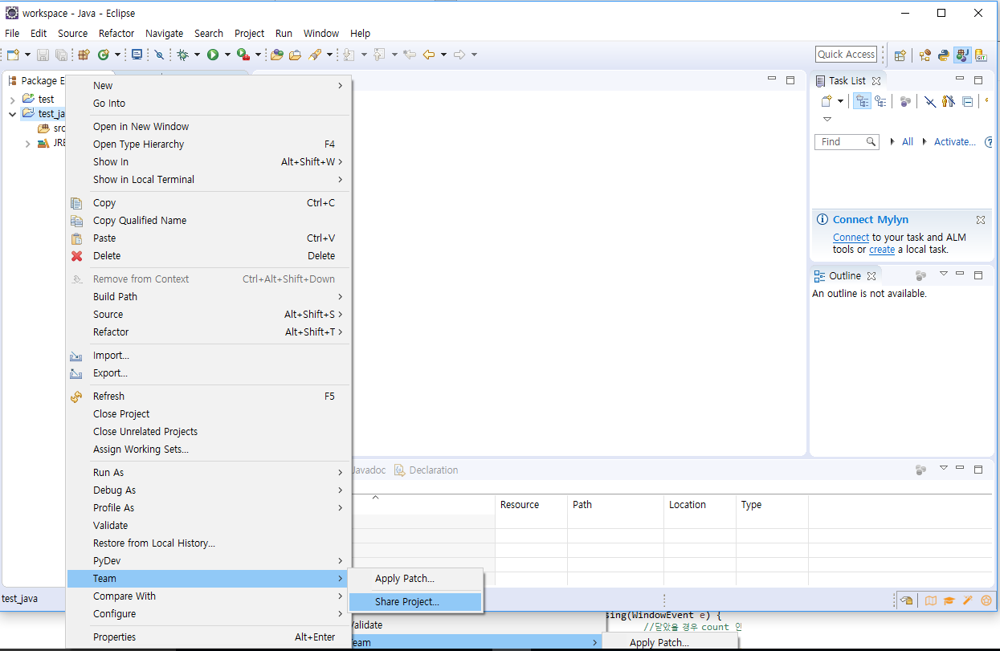 workspace - Java - Eclipse
File Edit Source Refactor Navigate Search Project Run Window Help
Quick Access
GIT
Package E
test
test_ja
src
JRE
New
Go Into
Open in New Window
Open Type Hierarchy F4
Show In Alt+Shift+W
Show in Local Terminal
Copy Ctrl+C
Copy Qualified Name
Paste Ctrl+V
Delete Delete
Remove from Context Ctrl+Alt+Shift+Down
Build Path
Source Alt+Shift+S
Refactor Alt+Shift+T
Import...
Export...
Refresh F5
Close Project
Close Unrelated Projects
Assign Working Sets...
Run As
Debug As
Profile As
Validate
Restore from Local History...
PyDev
Team
Compare With
Configure
Properties Alt+Enter
Apply Patch...
Share Project...
Task List
Find
All
Activate...
Connect Mylyn
Connect to your task and ALM
tools or create a local task.
Outline
An outline is not available.
Javadoc Declaration
Resource Path Location Type
test_java
sing(WindowEvent e) {
//닫았을 경우 count 인
Validate
Team
Apply Patch...